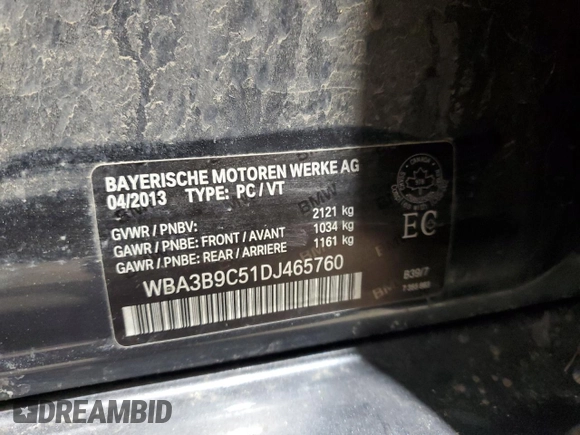 BAYERISCHE MOTOREN WERKE AG
04/2013 TYPE: PC / VT
GVWR / PNBV: 2121 kg
GAWR / PNBE: FRONT / AVANT 1034 kg
GAWR / PNBE: REAR / ARRIERE 1161 kg
WBA3B9C51DJ465760
EC
B39/7
BMW
DREAMBID